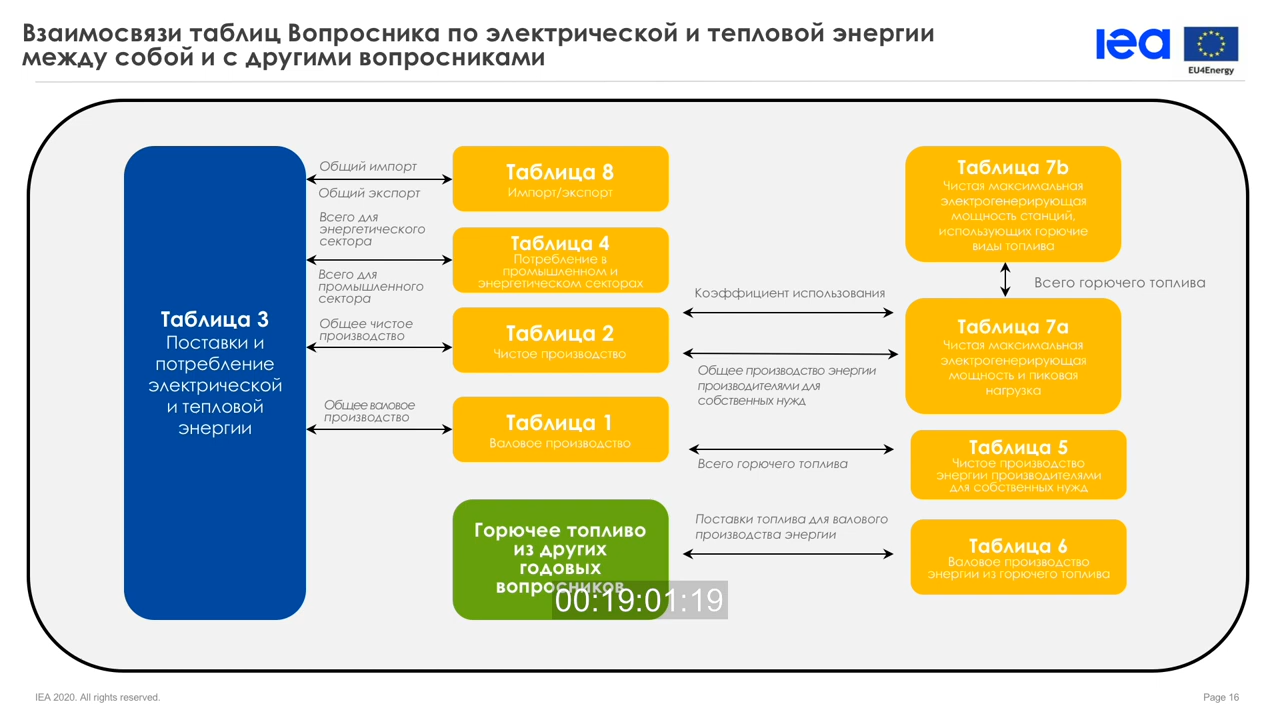 Взаимосвязи таблиц Вопросника по электрической и тепловой энергии
между собой и с другими вопросниками
iea
EU4Energy
Таблица 3
Поставки и
потребление
электрической
и тепловой
энергии
Общий импорт
Общий экспорт
Всего для
энергетического
сектора
Всего для
промышленного
сектора
Общее чистое
производство
Общее валовое
производство
Таблица 8
Импорт/экспорт
Таблица 4
Потребление в
промышленном и
энергетическом секторах
Таблица 2
Чистое производство
Таблица 1
Валовое производство
Горючее топливо
из других
годовых
вопросников
00:19:01:19
Коэффициент использования
Общее производство энергии
производителями для
собственных нужд
Всего горючего топлива
Поставки топлива для валового
производства энергии
Таблица 7b
Чистая максимальная
электрогенерирующая
мощность станций,
использующих горючие
виды топлива
Всего горючего топлива
Таблица 7a
Чистая максимальная
электрогенерирующая
мощность и пиковая
нагрузка
Таблица 5
Чистое производство
энергии производителями
для собственных нужд
Таблица 6
Валовое производство
энергии из горючего топлива
IEA 2020. All rights reserved.
Page 16